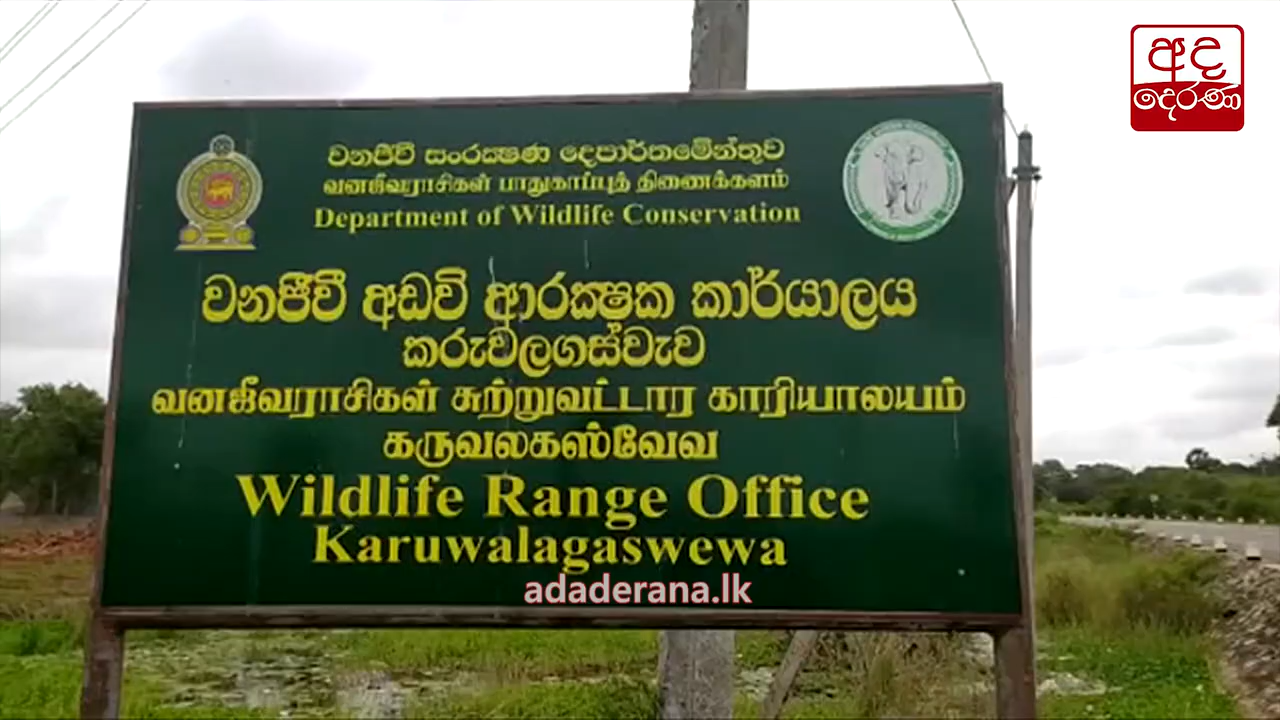 අද
දෙරණ
වනජීවී සංරක්ෂණ දෙපාර්තමේන්තුව
வனஜீவராசிகள் பாதுகாப்புத் திணைக்களம்
Department of Wildlife Conservation
වනජීවී අඩවි ආරක්ෂක කාර්යාලය
කරුවලගස්වැව
வனஜீவராசிகள் சுற்றுவட்டார காரியாலயம்
கருவலகஸ்வேவ
Wildlife Range Office
Karuwalagaswewa
adaderana.lk